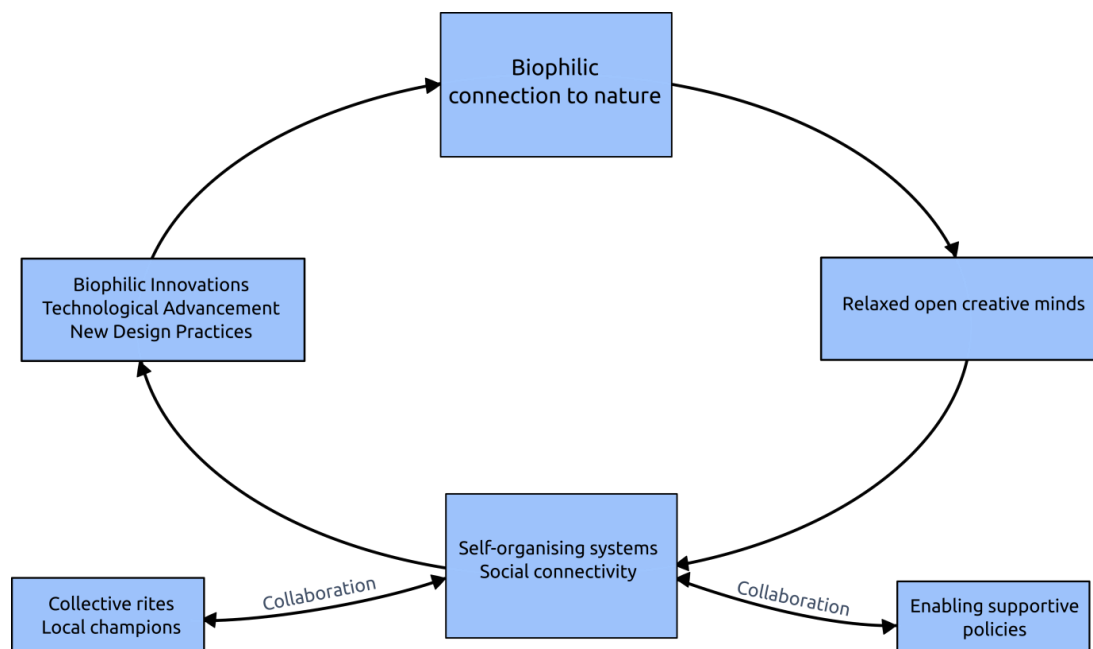 Biophilic
connection to nature
Biophilic Innovations
Technological Advancement
New Design Practices
Relaxed open creative minds
Self-organising systems
Social connectivity
Collaboration
Collaboration
Collective rites
Local champions
Enabling supportive
policies